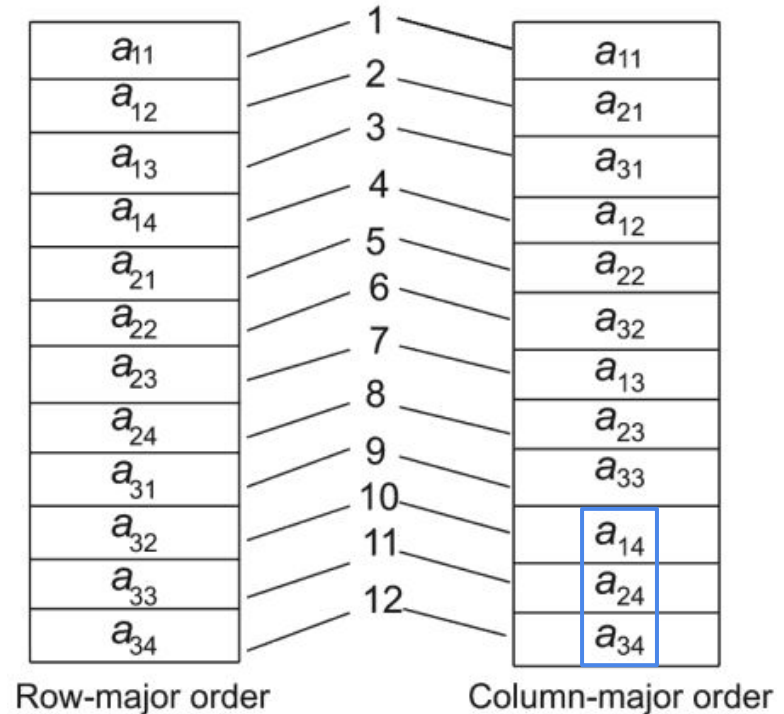 a11 1 a11
a12 2 a21
a13 3 a31
a14 4 a12
a21 5 a22
a22 6 a32
a23 7 a13
a24 8 a23
a31 9 a33
a32 10 a14
a33 11 a24
a34 12 a34
Row-major order Column-major order